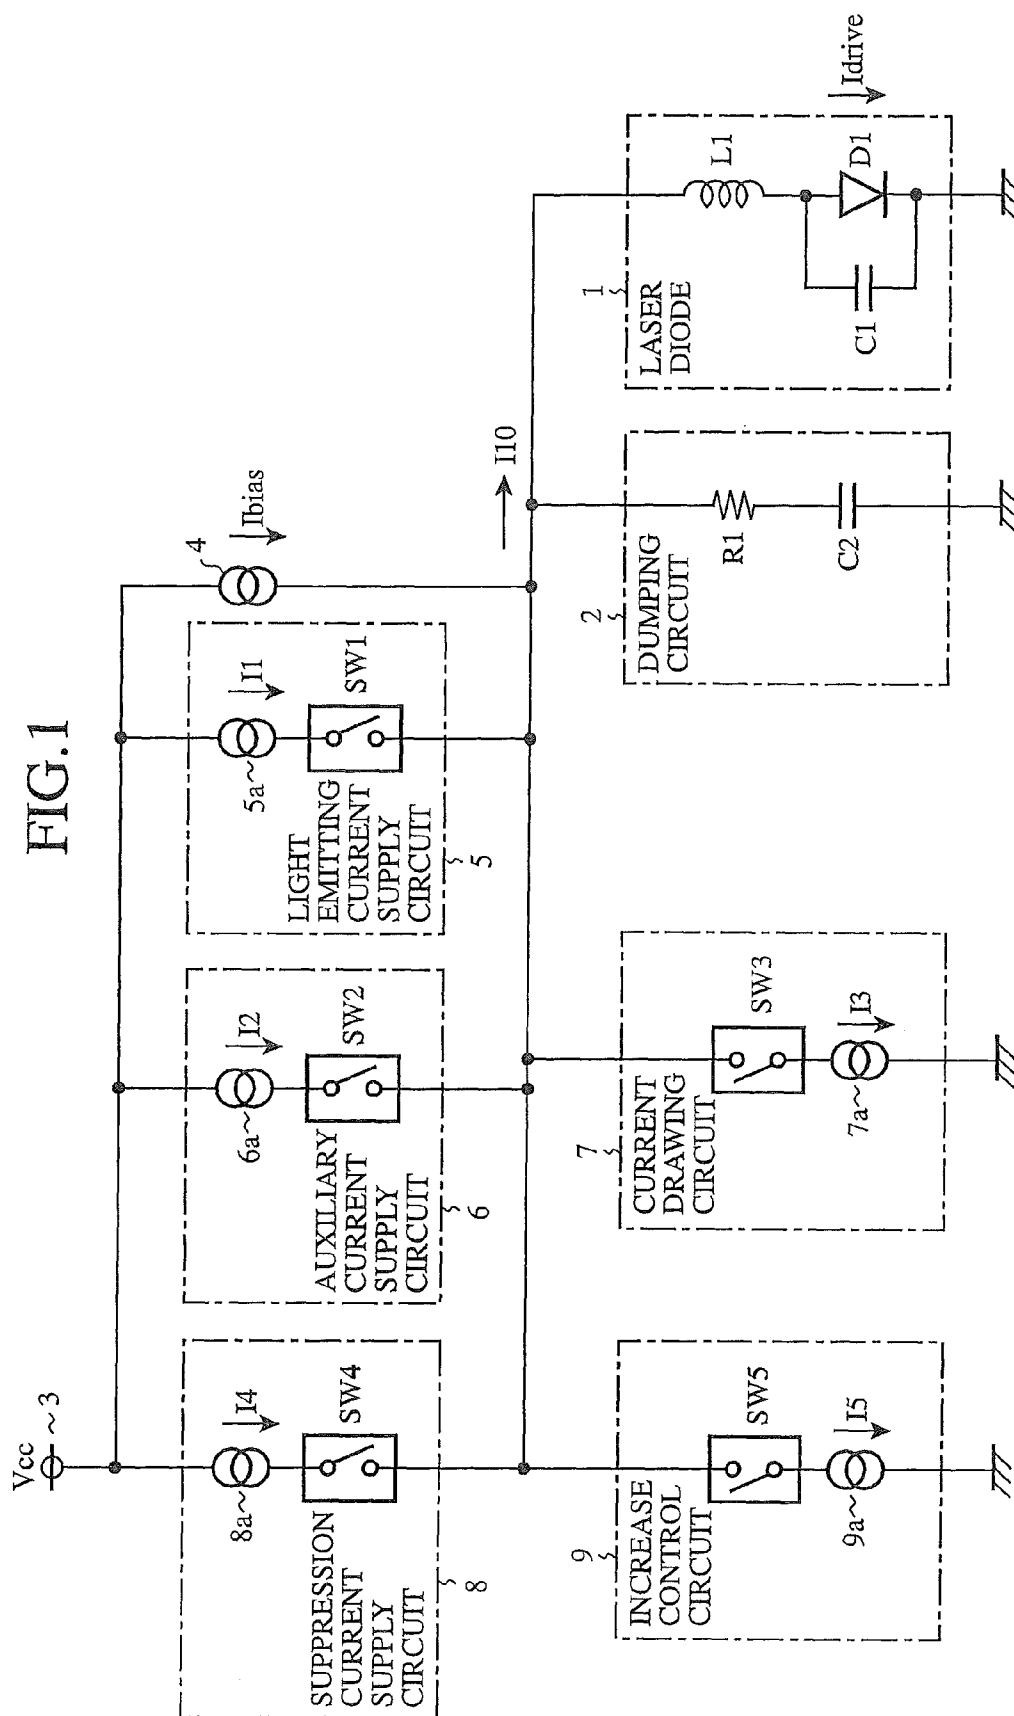 FIG.1
Vcc
3
8a
I4
SW4
SUPPRESSION
CURRENT
SUPPLY
CIRCUIT
8
6a
I2
SW2
AUXILIARY
CURRENT
SUPPLY
CIRCUIT
6
5a
I1
SW1
LIGHT
EMITTING
CURRENT
SUPPLY
CIRCUIT
5
4
Ibias
I10
9
INCREASE
CONTROL
CIRCUIT
SW5
9a
I5
7
CURRENT
DRAWING
CIRCUIT
SW3
7a
I3
2
DUMPING
CIRCUIT
R1
C2
1
LASER
DIODE
L1
D1
C1
Idrive